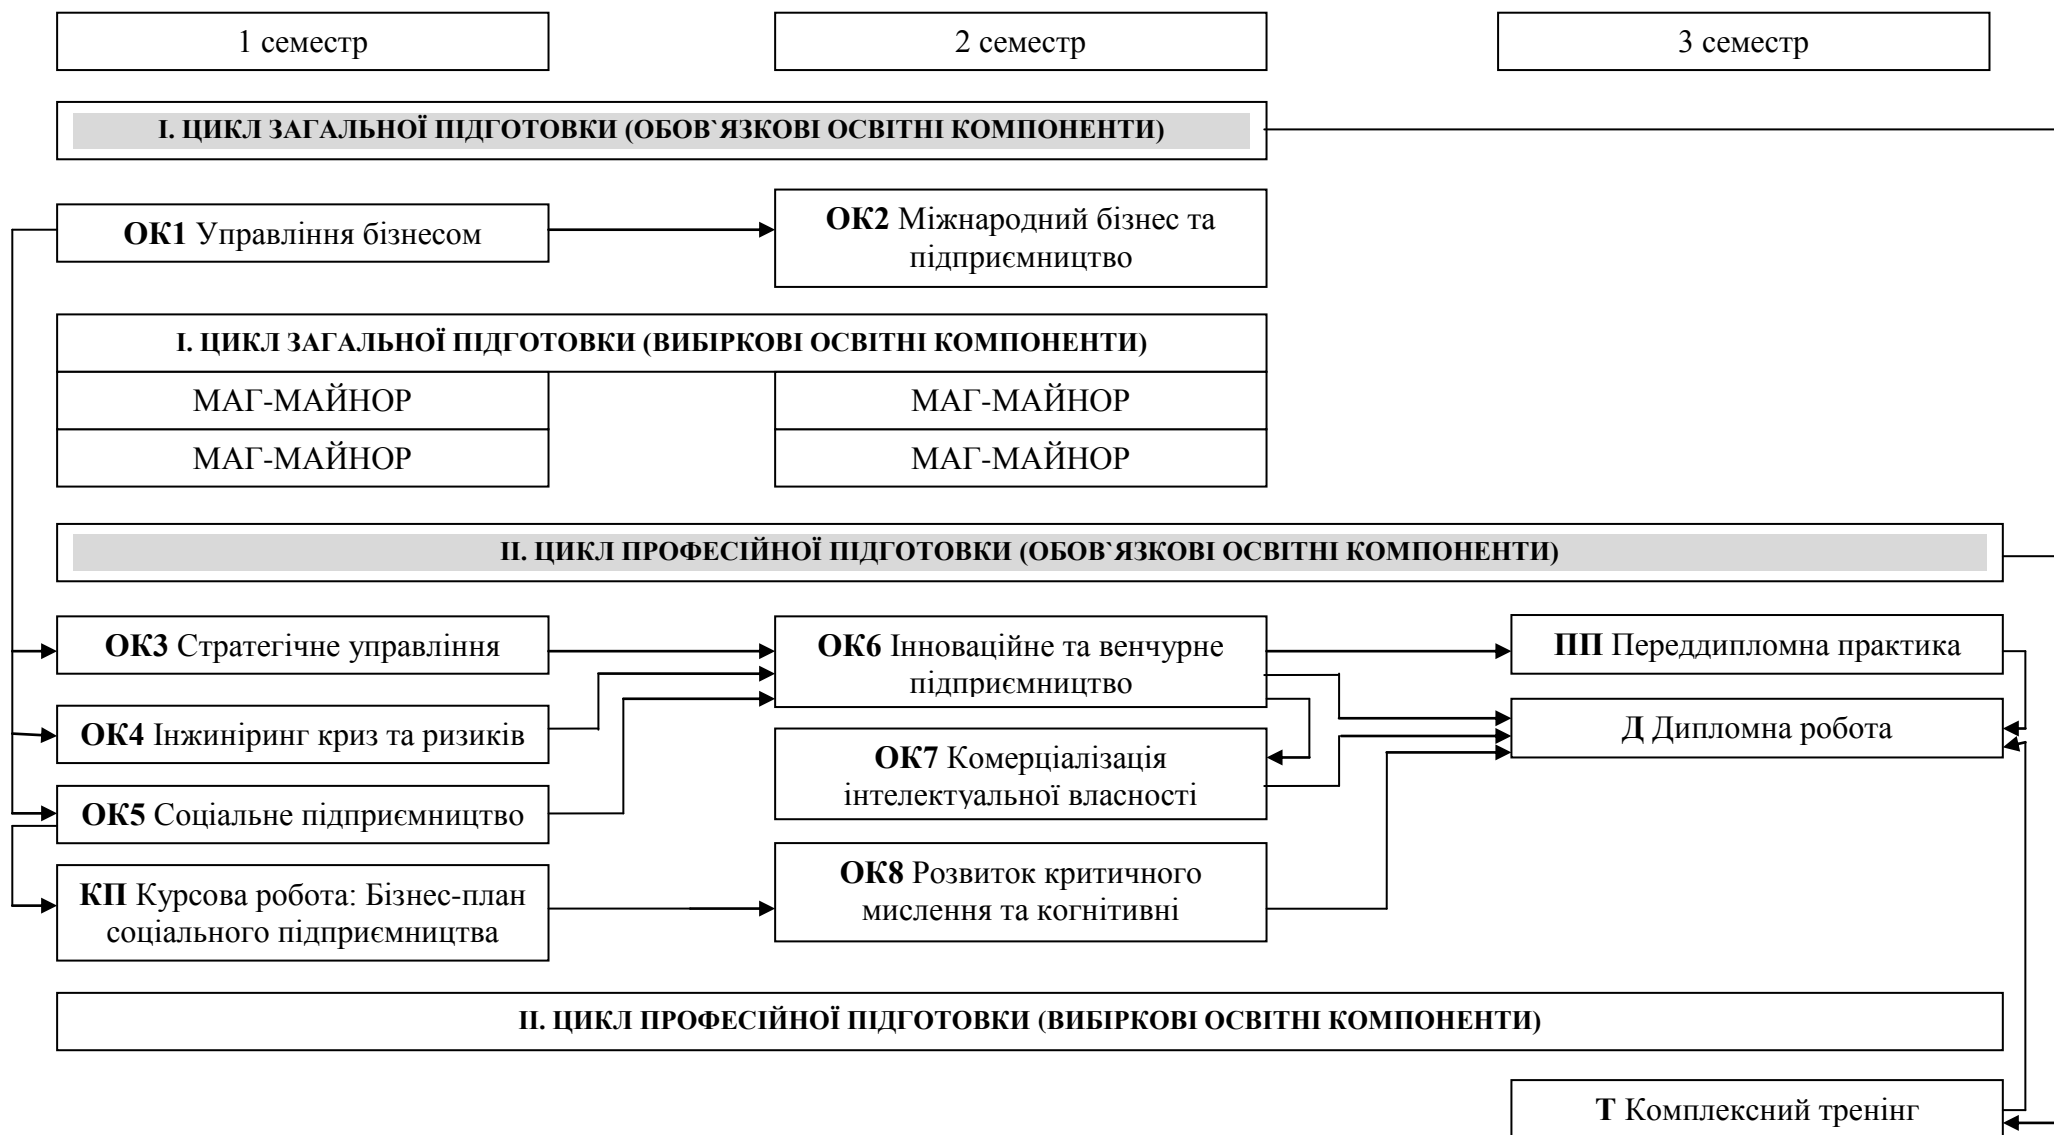 1 семестр
2 семестр
3 семестр
І. ЦИКЛ ЗАГАЛЬНОЇ ПІДГОТОВКИ (ОБОВ`ЯЗКОВІ ОСВІТНІ КОМПОНЕНТИ)
ОК1 Управління бізнесом
ОК2 Міжнародний бізнес та
підприємництво
І. ЦИКЛ ЗАГАЛЬНОЇ ПІДГОТОВКИ (ВИБІРКОВІ ОСВІТНІ КОМПОНЕНТИ)
МАГ-МАЙНОР
МАГ-МАЙНОР
МАГ-МАЙНОР
МАГ-МАЙНОР
ІІ. ЦИКЛ ПРОФЕСІЙНОЇ ПІДГОТОВКИ (ОБОВ`ЯЗКОВІ ОСВІТНІ КОМПОНЕНТИ)
ОК3 Стратегічне управління
ОК6 Інноваційне та венчурне
підприємництво
ПП Переддипломна практика
ОК4 Інжиніринг криз та ризиків
ОК7 Комерціалізація
інтелектуальної власності
Д Дипломна робота
ОК5 Соціальне підприємництво
КП Курсова робота: Бізнес-план
соціального підприємництва
ОК8 Розвиток критичного
мислення та когнітивні
ІІ. ЦИКЛ ПРОФЕСІЙНОЇ ПІДГОТОВКИ (ВИБІРКОВІ ОСВІТНІ КОМПОНЕНТИ)
Т Комплексний тренінг